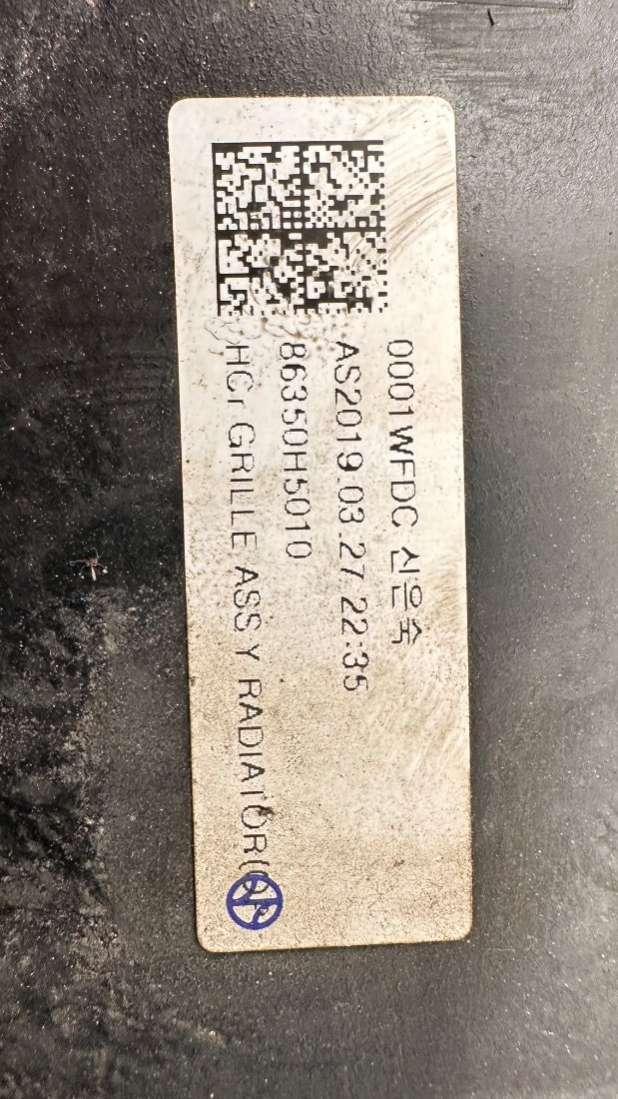 0001WFDC 신은숙
AS2019.03.27 22:35
86350H5010
HCr GRILLE ASS Y RADIATOR